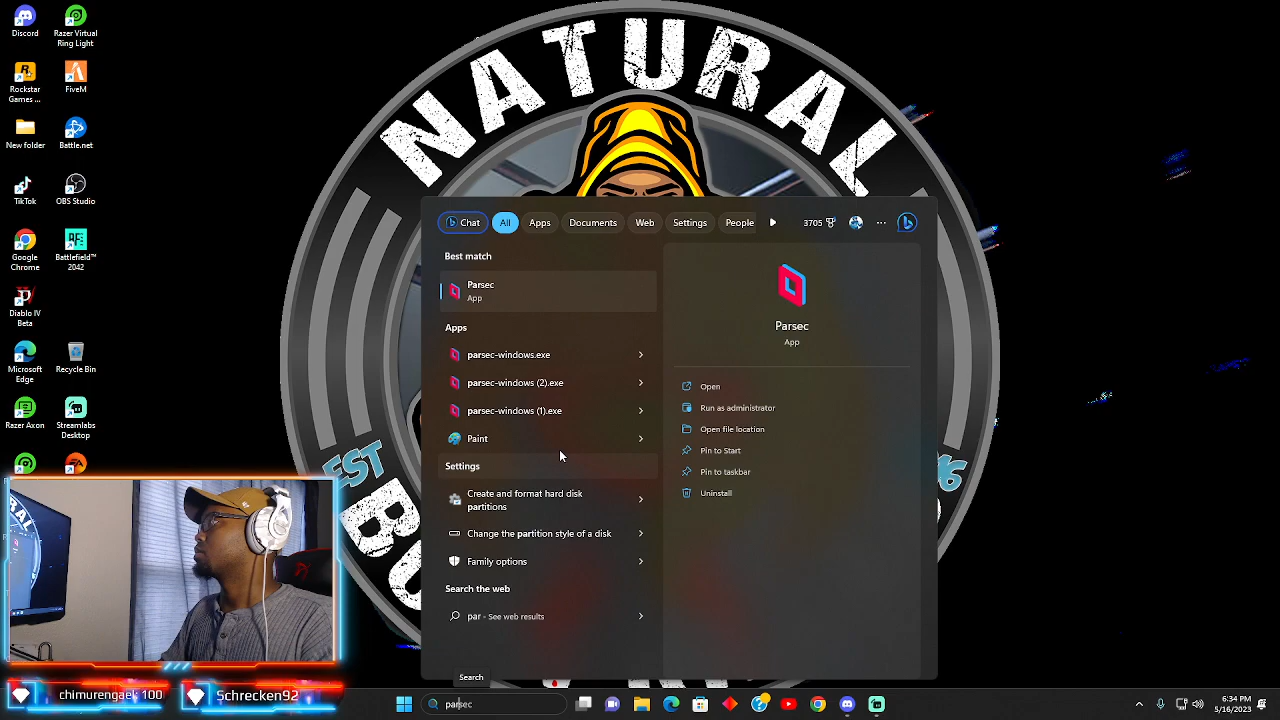 NATURAL
Discord
Razer Virtual
Ring Light
Rockstar
Games ...
FiveM
New folder
Battle.net
TikTok
OBS Studio
Google
Chrome
Battlefield™
2042
Diablo IV
Beta
Microsoft
Edge
Recycle Bin
Razer Axon
Streamlabs
Desktop
EST
Chat
All
Apps
Documents
Web
Settings
People
3705
Best match
Parsec
App
Apps
parsec-windows.exe
parsec-windows (2).exe
parsec-windows (1).exe
Paint
Settings
Create and format hard disk
partitions
Change the partition style of a disk
Family options
Search the web
par - See web results
Parsec
App
Open
Run as administrator
Open file location
Pin to Start
Pin to taskbar
Uninstall
Search
parsec
chimurengaek 100
Schrecken92
6:34 PM
5/16/2023